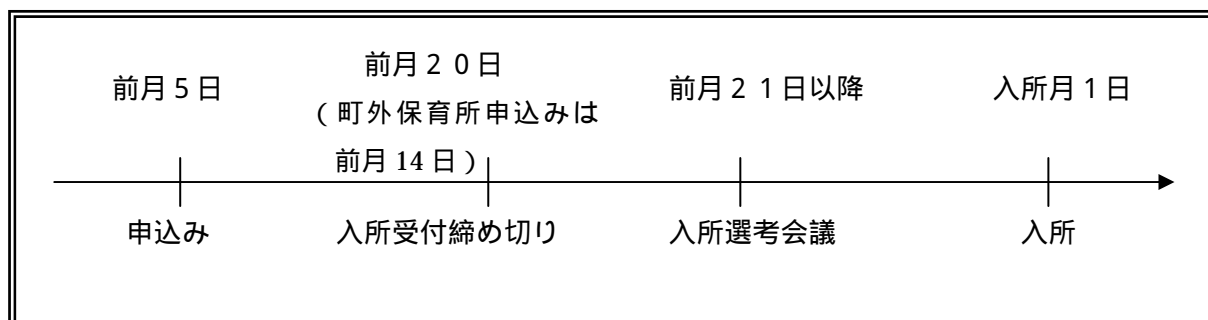 前月5日
前月２０日
（町外保育所申込みは
前月14日）
前月２１日以降
入所月1日
申込み
入所受付締め切り
入所選考会議
入所